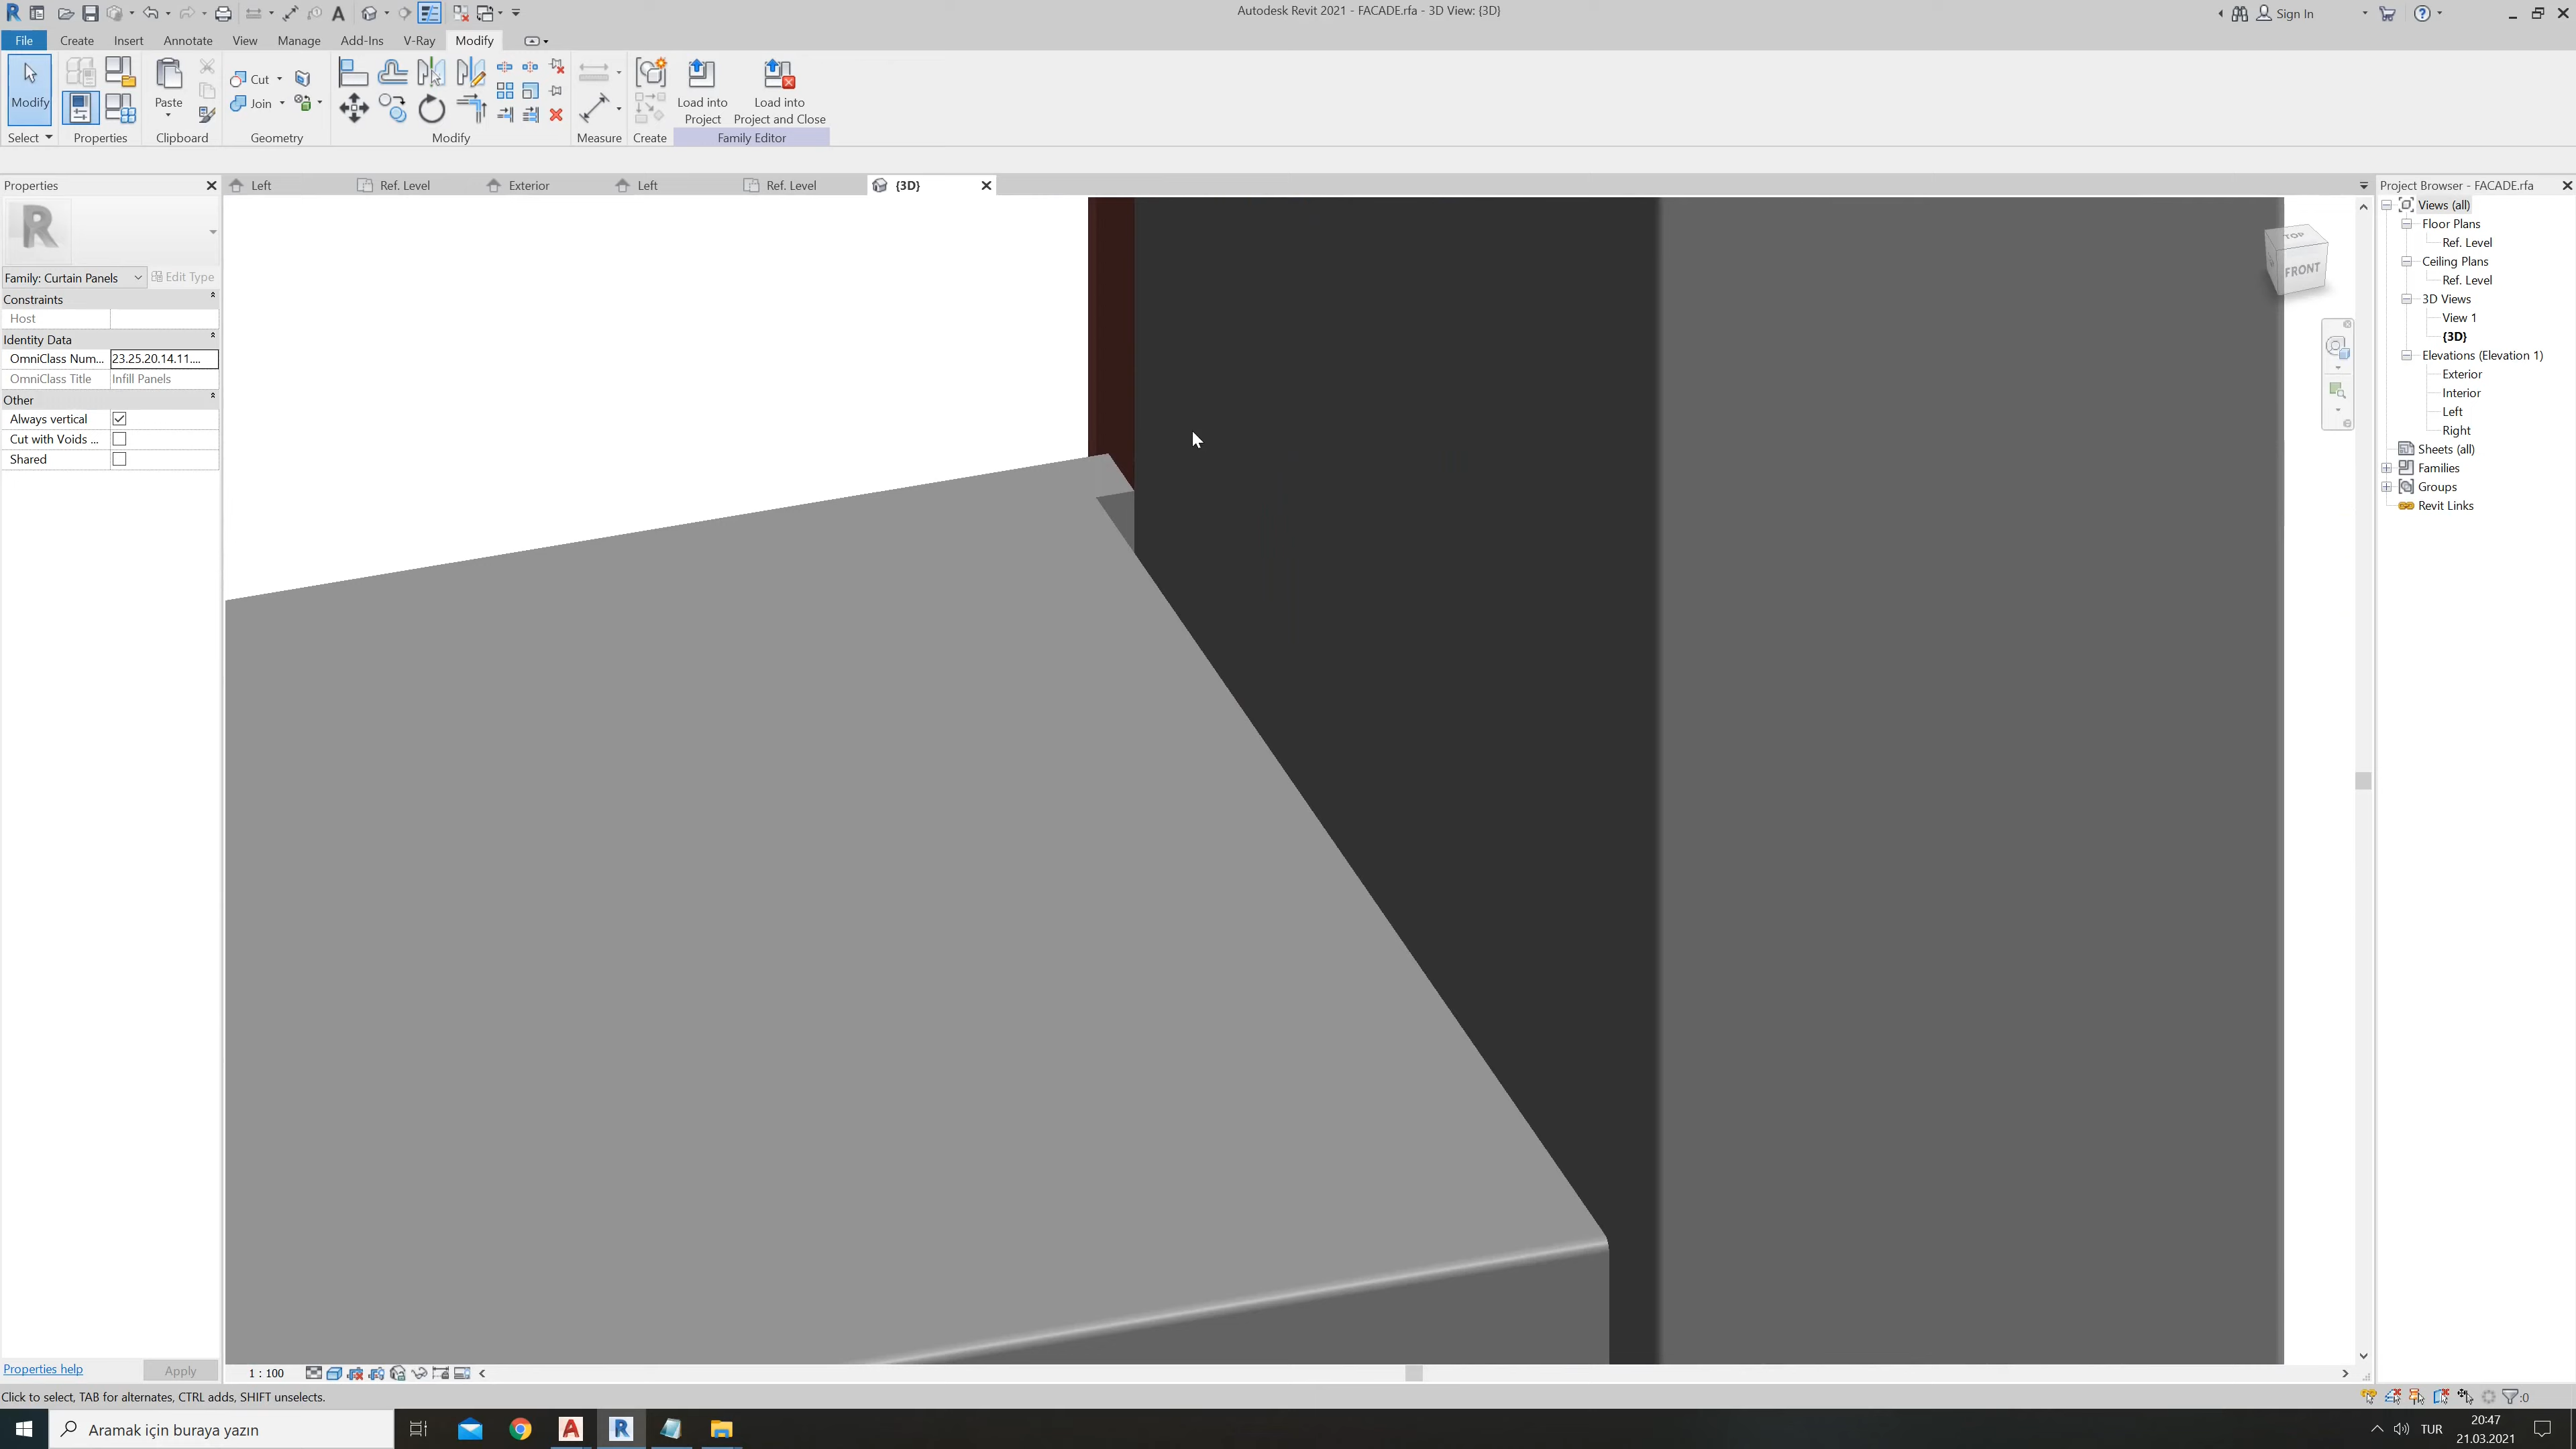 Autodesk Revit 2021 - FACADE.rfa - 3D View: {3D}
Sign In
File Create Insert Annotate View Manage Add-Ins V-Ray Modify
Modify
Paste
Cut
Join
Load into Project
Load into Project and Close
Select Properties Clipboard Geometry Modify Measure Create Family Editor
Properties
Left Ref. Level Exterior Left Ref. Level {3D}
Project Browser - FACADE.rfa
Family: Curtain Panels Edit Type
Constraints
Host
Identity Data
OmniClass Num... 23.25.20.14.11....
OmniClass Title Infill Panels
Other
Always vertical
Cut with Voids ...
Shared
TOP
FRONT
Views (all)
Floor Plans
Ref. Level
Ceiling Plans
Ref. Level
3D Views
View 1
{3D}
Elevations (Elevation 1)
Exterior
Interior
Left
Right
Sheets (all)
Families
Groups
Revit Links
Properties help Apply
1 : 100
Click to select, TAB for alternates, CTRL adds, SHIFT unselects.
:0
Aramak için buraya yazın
TUR
20:47
21.03.2021